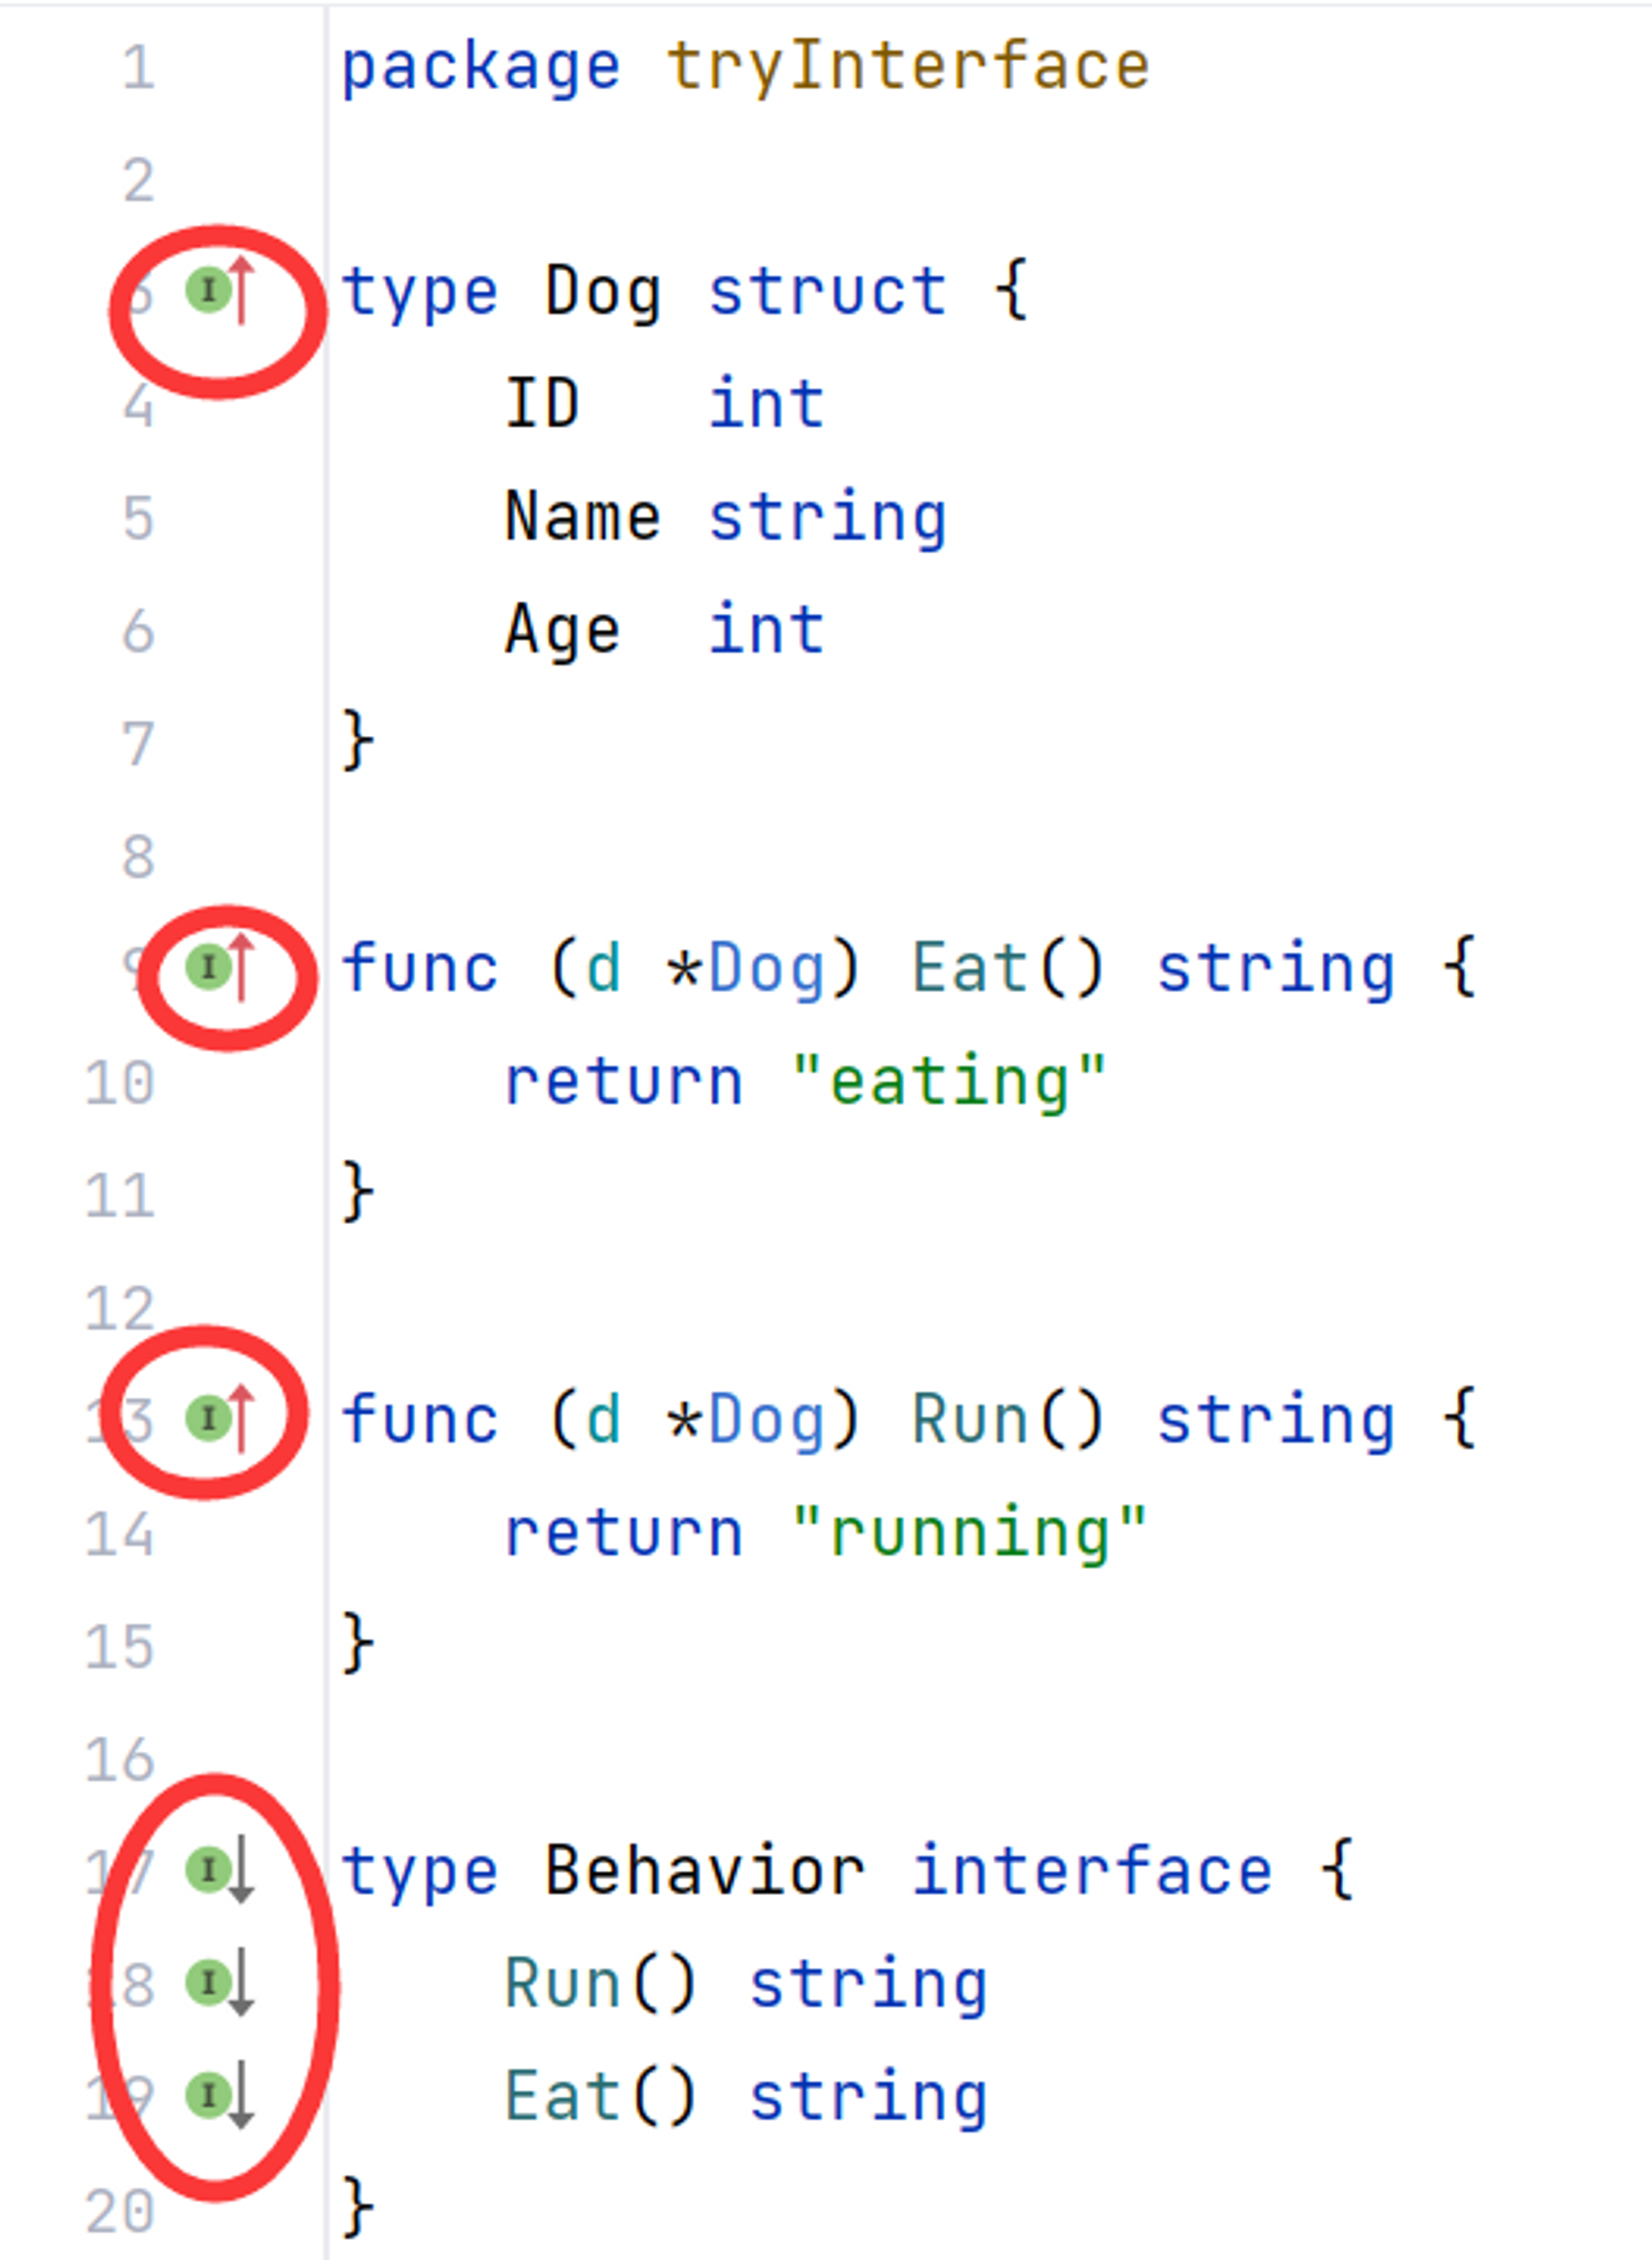 1 package tryInterface
2
3 type Dog struct {
4 ID int
5 Name string
6 Age int
7 }
8
9 func (d *Dog) Eat() string {
10 return "eating"
11 }
12
13 func (d *Dog) Run() string {
14 return "running"
15 }
16
17 type Behavior interface {
18 Run() string
19 Eat() string
20 }